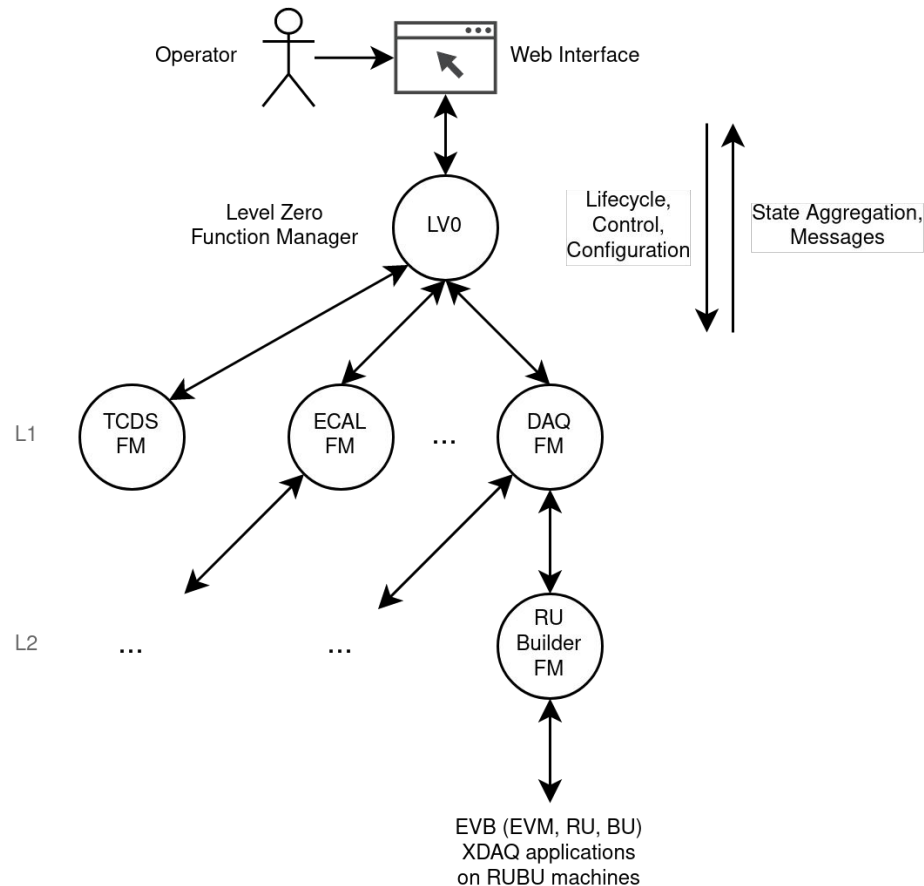 Operator
Web Interface
Level Zero
Function Manager
LV0
Lifecycle,
Control,
Configuration
State Aggregation,
Messages
L1
TCDS
FM
ECAL
FM
...
DAQ
FM
L2
...
...
RU
Builder
FM
EVB (EVM, RU, BU)
XDAQ applications
on RUBU machines